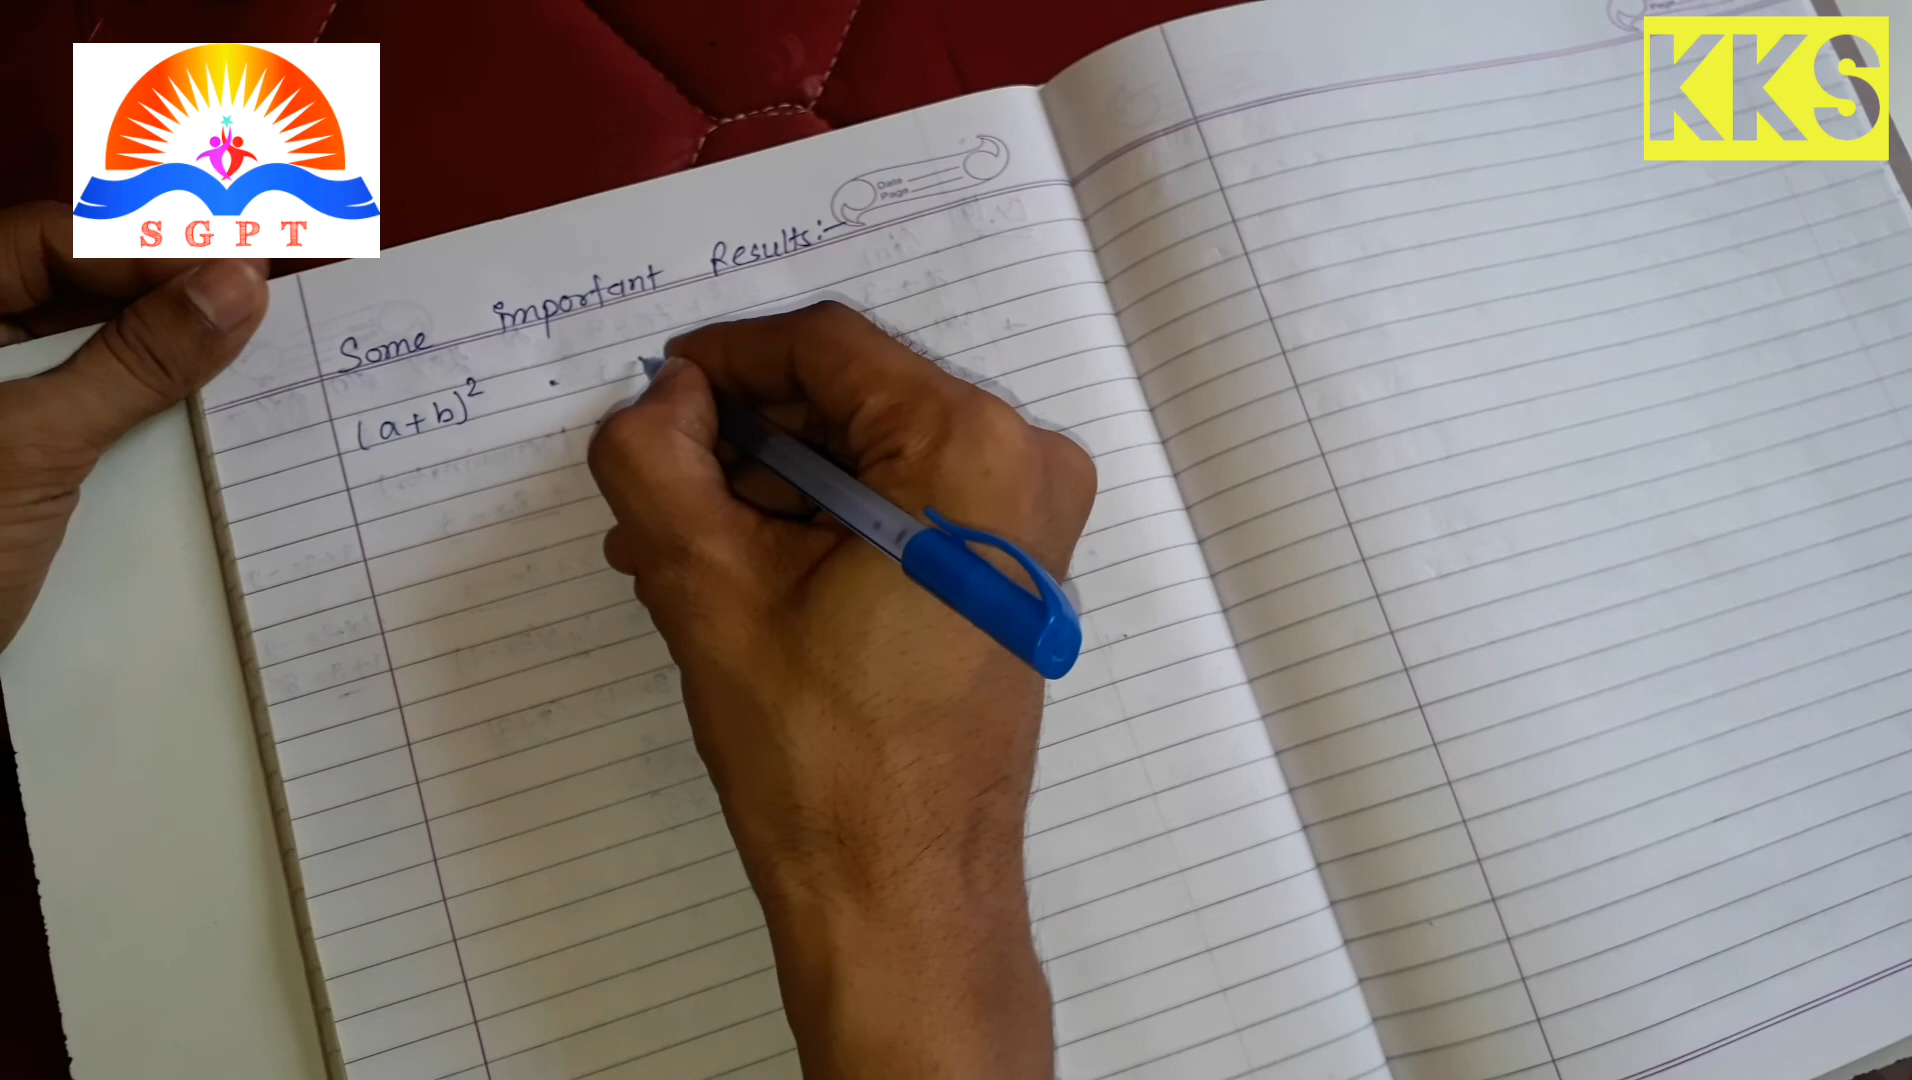 SGPT
KKS
Date
Page
Some important Results:-
(a+b)²